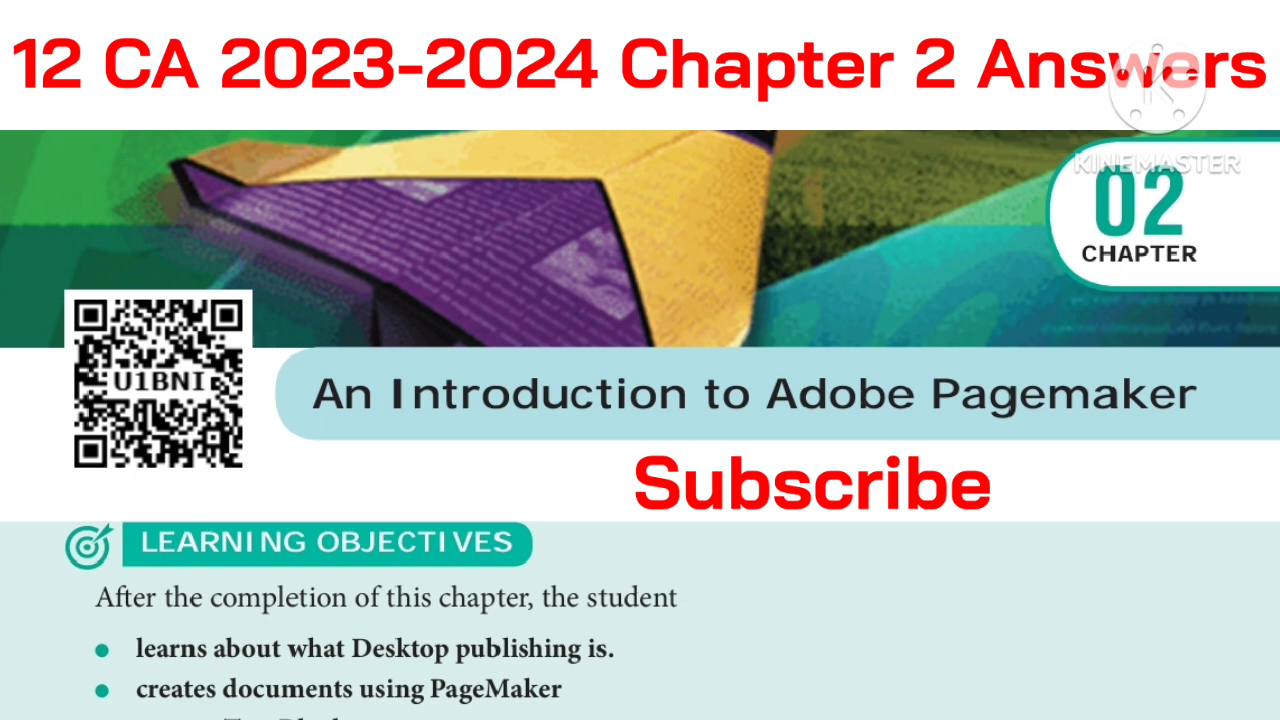 12 CA 2023-2024 Chapter 2 Answers
KINEMASTER
02
CHAPTER
U1BNI
An Introduction to Adobe Pagemaker
Subscribe
LEARNING OBJECTIVES
After the completion of this chapter, the student
• learns about what Desktop publishing is.
• creates documents using PageMaker